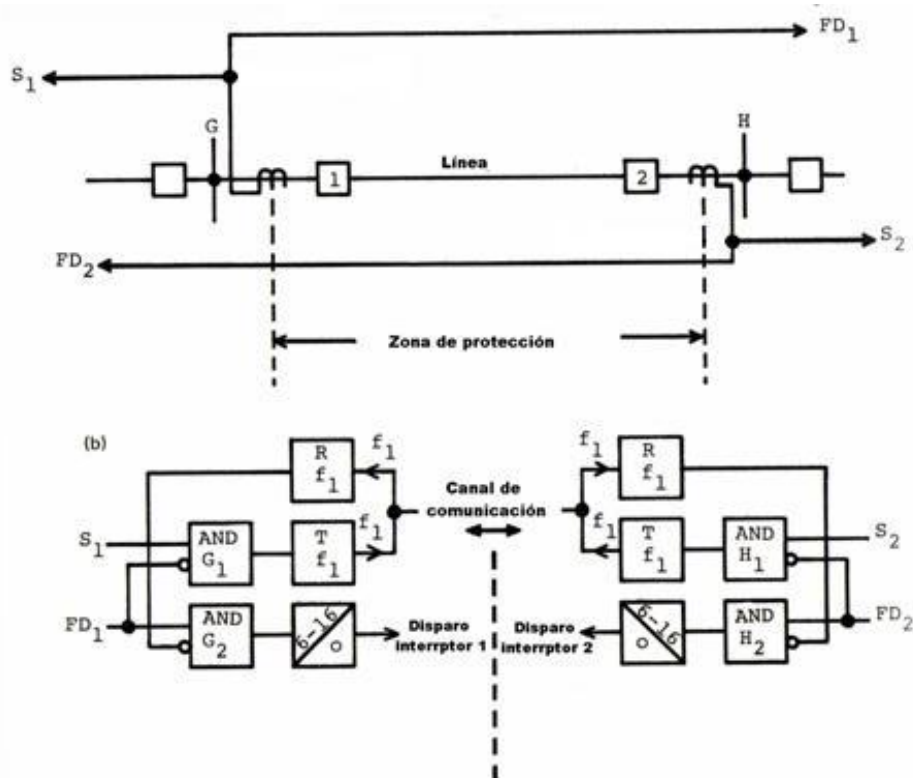 FD1
S1
G
H
Línea
1
2
S2
FD2
Zona de protección
(b)
R
f1
f1
Canal de
comunicación
f1
R
f1
S1
AND
G1
T
f1
f1
f1
T
f1
AND
H1
S2
FD1
AND
G2
6-16
0
Disparo
interrptor 1
Disparo
interrptor 2
6-16
0
AND
H2
FD2